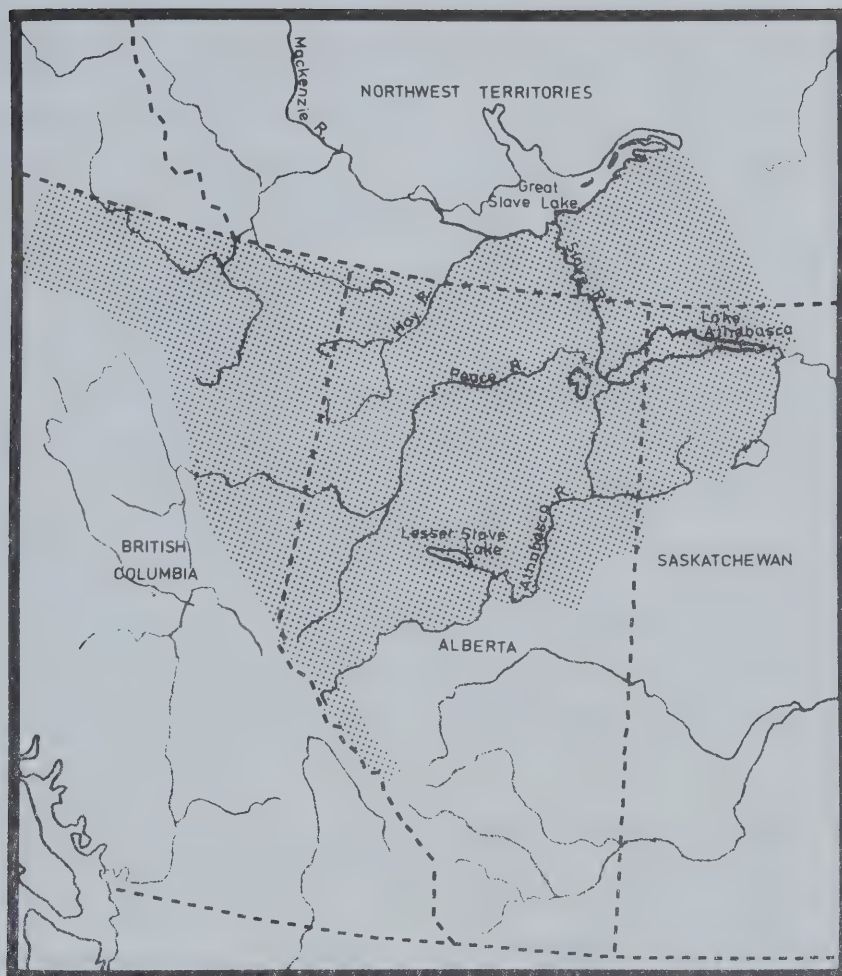 Mackenzie R.
NORTHWEST TERRITORIES
Great
Slave Lake
Slave R.
Hay R.
Lake
Athabasca
Peace R.
Lesser Slave
Lake
Athabasca R.
BRITISH
COLUMBIA
SASKATCHEWAN
ALBERTA